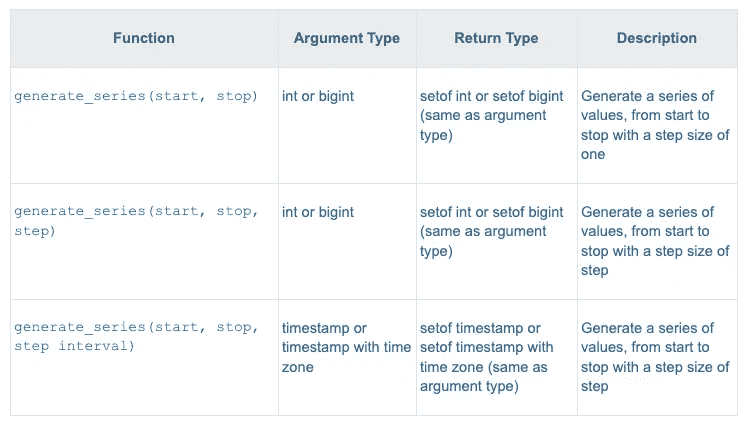 Function Argument Type Return Type Description
generate_series(start, stop) int or bigint setof int or setof bigint Generate a series of
(same as argument values, from start to
type) stop with a step size of
one
generate_series(start, stop, int or bigint setof int or setof bigint Generate a series of
step) (same as argument values, from start to
type) stop with a step size of
step
generate_series(start, stop, timestamp or setof timestamp or Generate a series of
step interval) timestamp with time setof timestamp with values, from start to
zone time zone (same as stop with a step size of
argument type) step